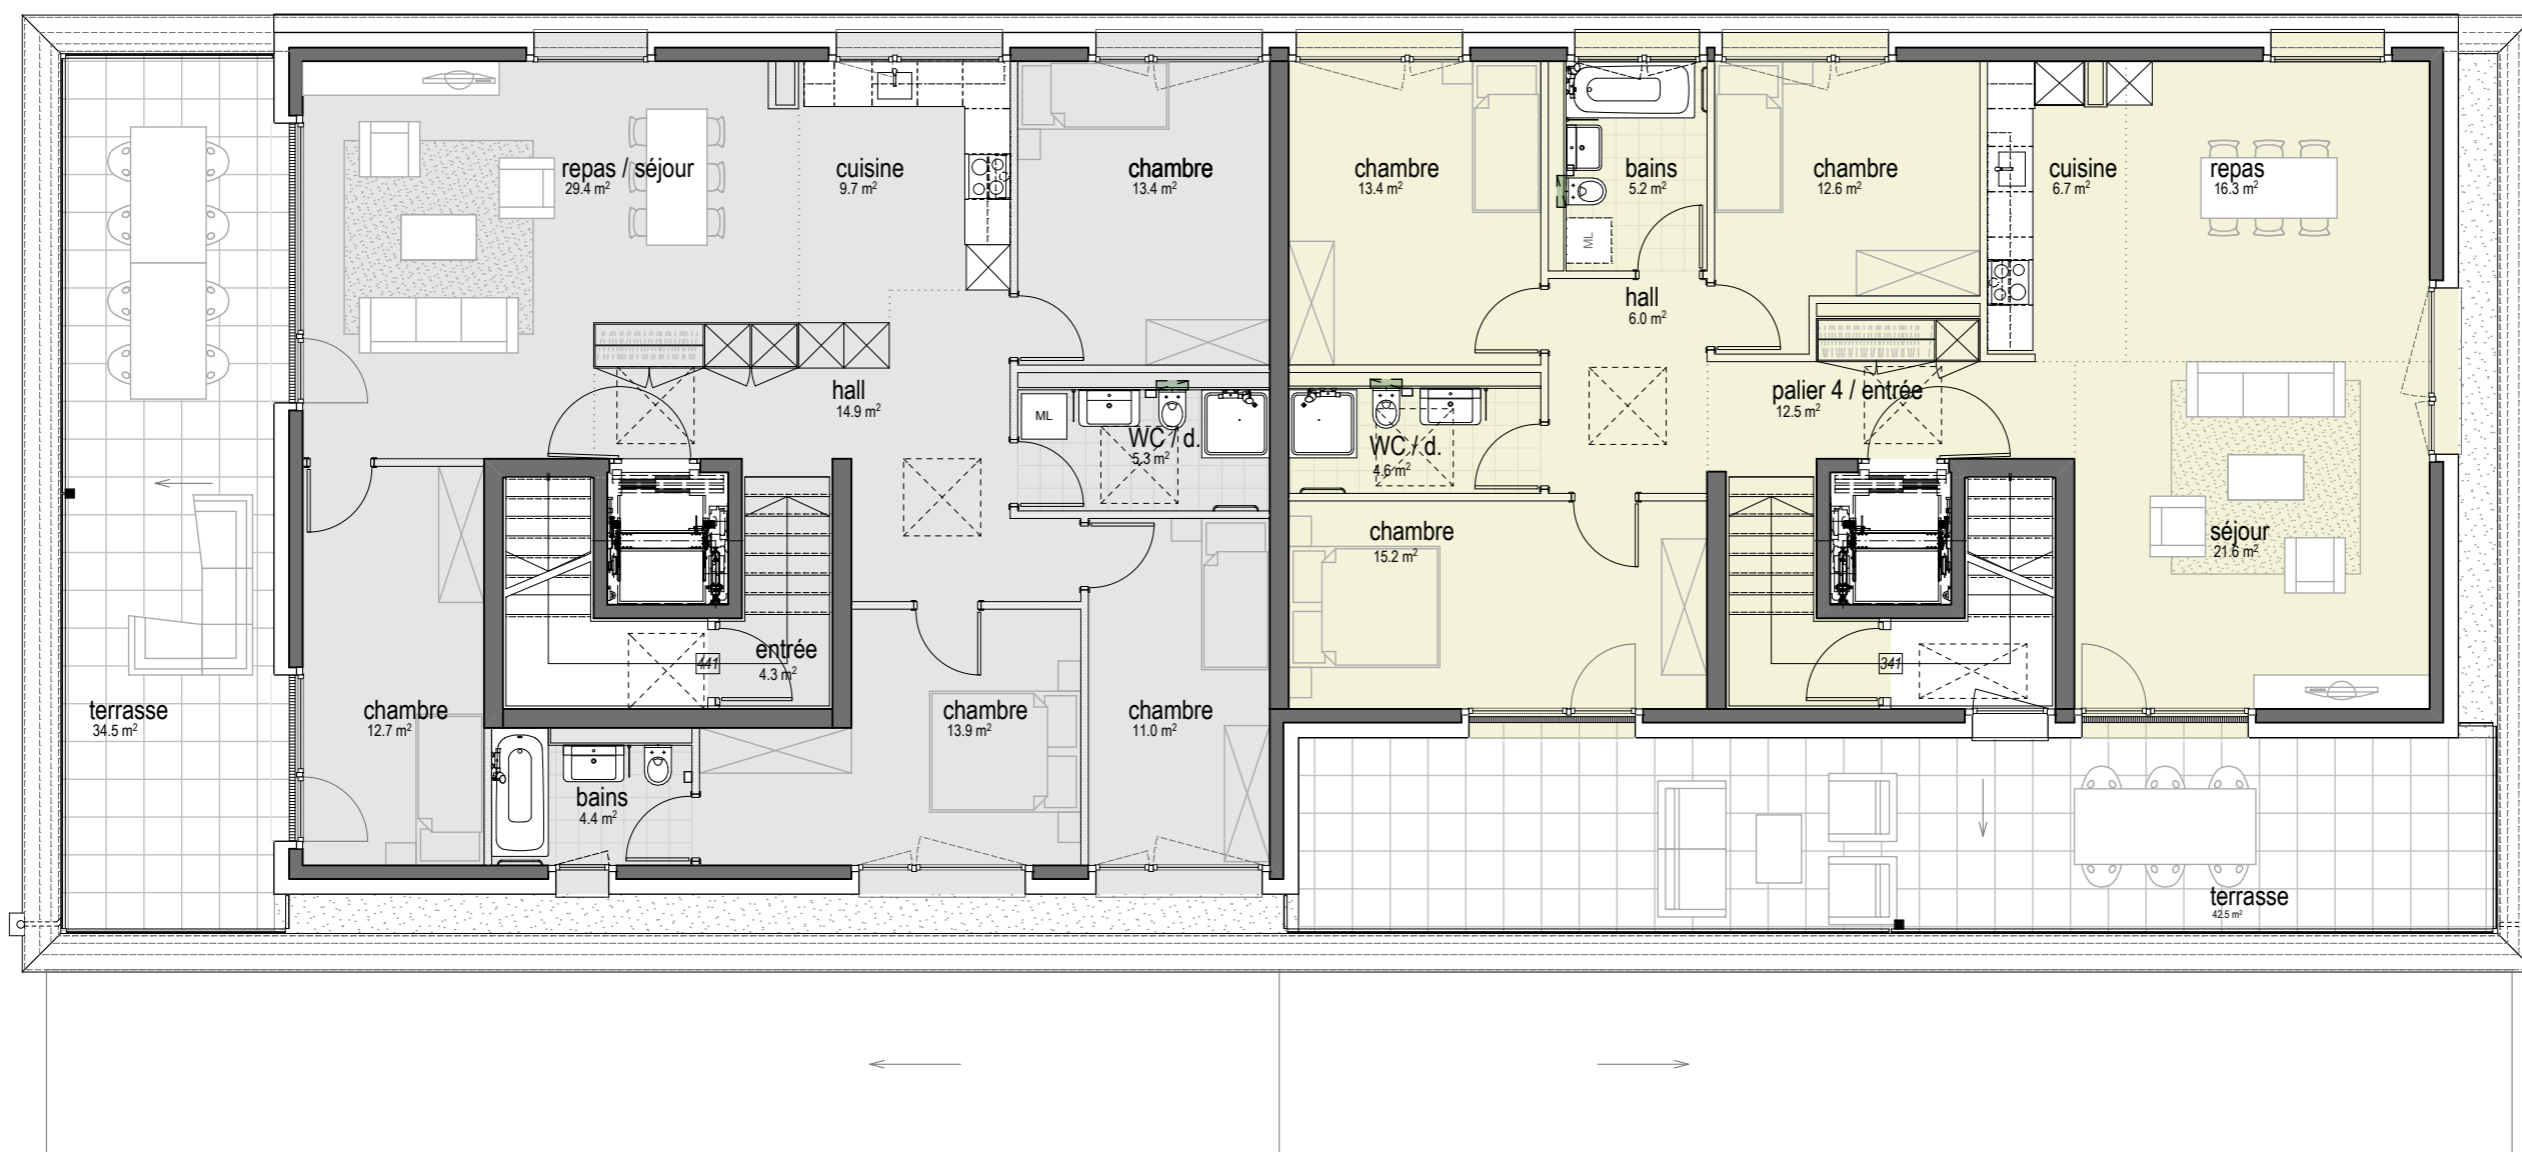 repas / séjour
29.4 m²
cuisine
9.7 m²
chambre
13.4 m²
chambre
13.4 m²
bains
5.2 m²
chambre
12.6 m²
cuisine
6.7 m²
repas
16.3 m²
ML
hall
6.0 m²
hall
14.9 m²
palier 4 / entrée
12.5 m²
ML
WC / d.
5.3 m²
WC / d.
4.6 m²
chambre
15.2 m²
séjour
21.6 m²
entrée
4.3 m²
441
341
terrasse
34.5 m²
chambre
12.7 m²
chambre
13.9 m²
chambre
11.0 m²
bains
4.4 m²
terrasse
42.5 m²